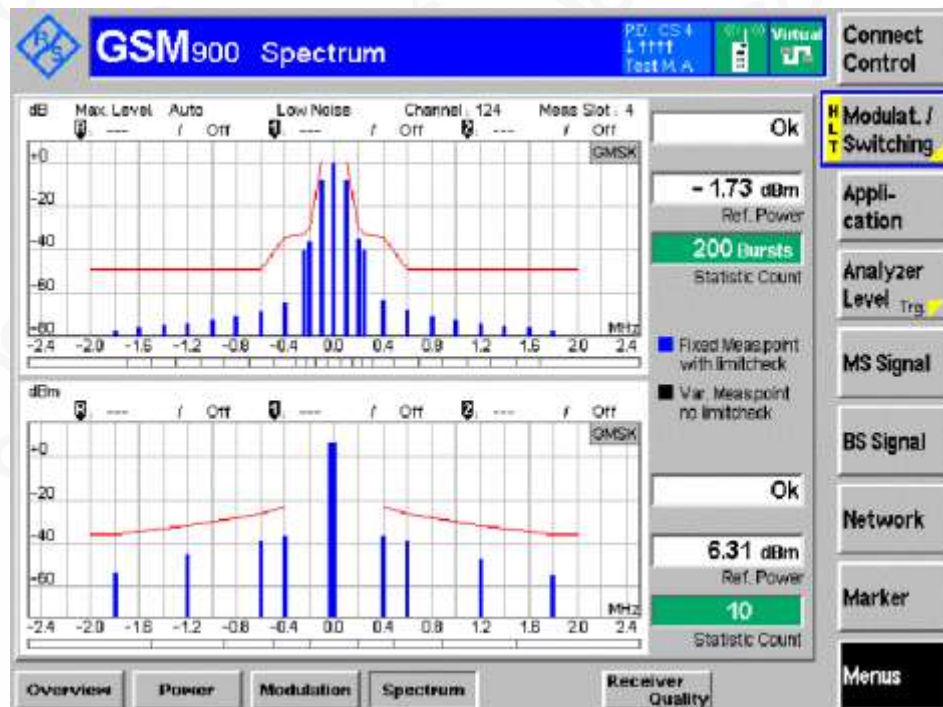 R&S
GSM900 Spectrum
P.D. CS 4
Test M. A
Virtual
Connect Control
HLT
Modulat. / Switching
Appli-cation
Analyzer Level Trg.
MS Signal
BS Signal
Network
Marker
Menus
dB Max. Level Auto Low Noise Channel : 124 Meas Slot : 4
R : --- / Off 1 : --- / Off 2 : --- / Off
GMSK
+0
-20
-40
-60
-80
MHz
-2.4 -2.0 -1.6 -1.2 -0.8 -0.4 0.0 0.4 0.8 1.2 1.6 2.0 2.4
Ok
- 1.73 dBm
Ref. Power
200 Bursts
Statistic Count
Fixed Meas.point
with limitcheck
Var. Meas.point
no limitcheck
dBm
R : --- / Off 1 : --- / Off 2 : --- / Off
GMSK
+0
-20
-40
-60
MHz
-2.4 -2.0 -1.6 -1.2 -0.8 -0.4 0.0 0.4 0.8 1.2 1.6 2.0 2.4
Ok
6.31 dBm
Ref. Power
10
Statistic Count
Overview
Power
Modulation
Spectrum
Receiver Quality